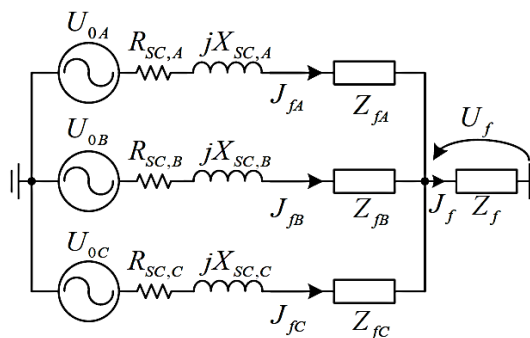 U0A
RSC,A
jXSC,A
JfA
ZfA
U0B
RSC,B
jXSC,B
JfB
ZfB
Uf
Jf
Zf
U0C
RSC,C
jXSC,C
JfC
ZfC